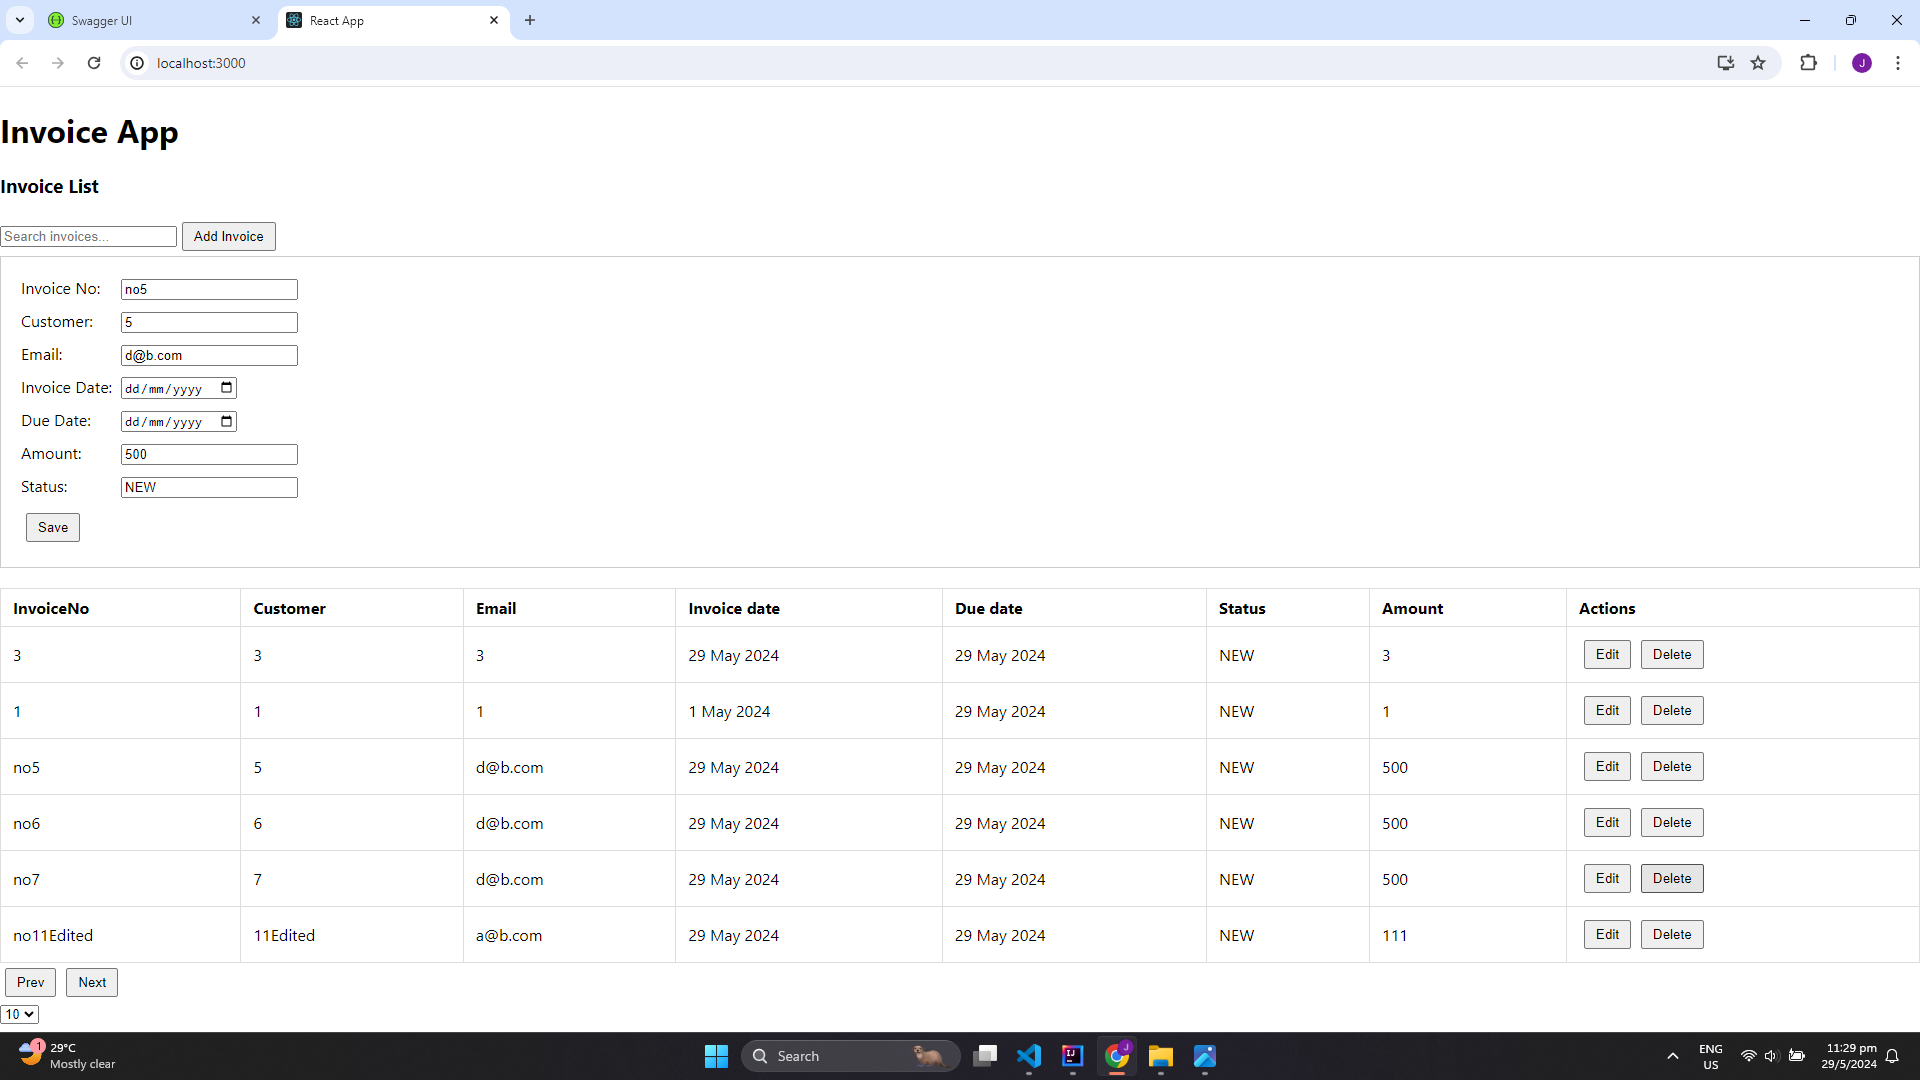 Swagger UI
React App
localhost:3000
J
Invoice App
Invoice List
Search invoices... Add Invoice
Invoice No: no5
Customer: 5
Email: d@b.com
Invoice Date: dd/mm/yyyy
Due Date: dd/mm/yyyy
Amount: 500
Status: NEW
Save
InvoiceNo Customer Email Invoice date Due date Status Amount Actions
3 3 3 29 May 2024 29 May 2024 NEW 3 Edit Delete
1 1 1 1 May 2024 29 May 2024 NEW 1 Edit Delete
no5 5 d@b.com 29 May 2024 29 May 2024 NEW 500 Edit Delete
no6 6 d@b.com 29 May 2024 29 May 2024 NEW 500 Edit Delete
no7 7 d@b.com 29 May 2024 29 May 2024 NEW 500 Edit Delete
no11Edited 11Edited a@b.com 29 May 2024 29 May 2024 NEW 111 Edit Delete
Prev Next
10
1
29°C
Mostly clear
Search
IJ
J
ENG
US
11:29 pm
29/5/2024